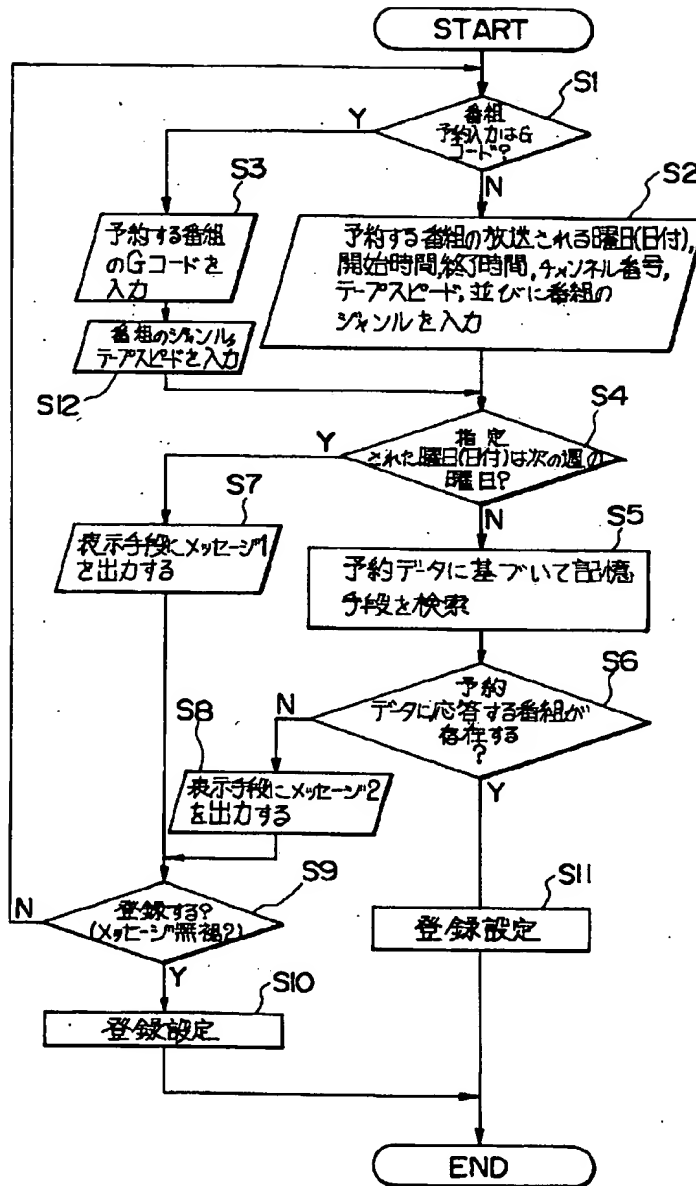 START
S1
番組
予約入力はG
コード?
Y
N
S3
予約する番組
のGコードを
入力
S2
予約する番組の放送される曜日(日付),
開始時間,終了時間,チャンネル番号,
テープスピード,並びに番組の
ジャンルを入力
番組のジャンル,
テープスピードを入力
S12
S4
指定
された曜日(日付)は次の週の
曜日?
Y
N
S7
表示手段にメッセージ1
を出力する
S5
予約データに基づいて記憶
手段を検索
S6
予約
データに応答する番組が
存在する
?
N
Y
S8
表示手段にメッセージ2
を出力する
S9
登録する?
(メッセージ無視?)
N
Y
S10
登録設定
S11
登録設定
END